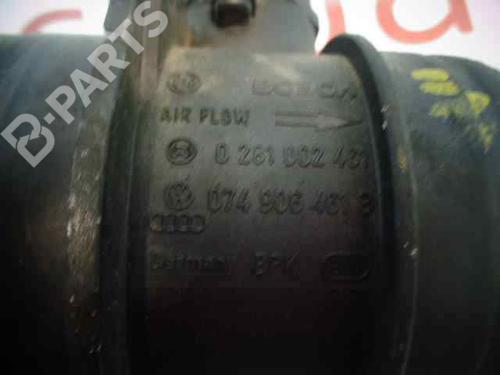 B-PARTS
BOSCH
AIR FLOW
0 281 002 461
074 906 461 B
Germany